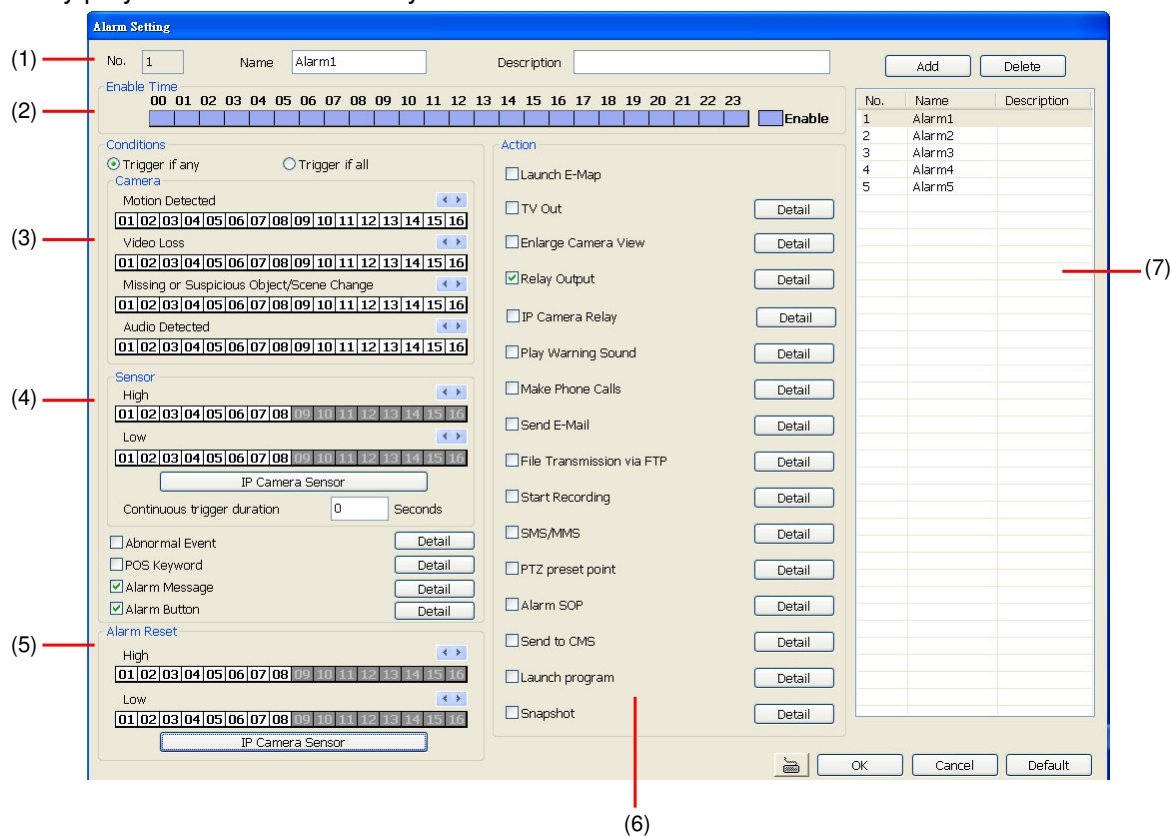 Alarm Setting
(1)
No. 1 Name Alarm1 Description
Add Delete
Enable Time
(2)
00 01 02 03 04 05 06 07 08 09 10 11 12 13 14 15 16 17 18 19 20 21 22 23
Enable
Conditions
Trigger if any Trigger if all
(3)
Camera
Motion Detected
01 02 03 04 05 06 07 08 09 10 11 12 13 14 15 16
Video Loss
01 02 03 04 05 06 07 08 09 10 11 12 13 14 15 16
Missing or Suspicious Object/Scene Change
01 02 03 04 05 06 07 08 09 10 11 12 13 14 15 16
Audio Detected
01 02 03 04 05 06 07 08 09 10 11 12 13 14 15 16
(4)
Sensor
High
01 02 03 04 05 06 07 08 09 10 11 12 13 14 15 16
Low
01 02 03 04 05 06 07 08 09 10 11 12 13 14 15 16
IP Camera Sensor
Continuous trigger duration 0 Seconds
Abnormal Event Detail
POS Keyword Detail
Alarm Message Detail
Alarm Button Detail
(5)
Alarm Reset
High
01 02 03 04 05 06 07 08 09 10 11 12 13 14 15 16
Low
01 02 03 04 05 06 07 08 09 10 11 12 13 14 15 16
IP Camera Sensor
Action
Launch E-Map
TV Out Detail
Enlarge Camera View Detail
Relay Output Detail
IP Camera Relay Detail
Play Warning Sound Detail
Make Phone Calls Detail
Send E-Mail Detail
File Transmission via FTP Detail
Start Recording Detail
SMS/MMS Detail
PTZ preset point Detail
Alarm SOP Detail
Send to CMS Detail
Launch program Detail
Snapshot Detail
(6)
No. Name Description
1 Alarm1
2 Alarm2
3 Alarm3
4 Alarm4
5 Alarm5
(7)
OK Cancel Default